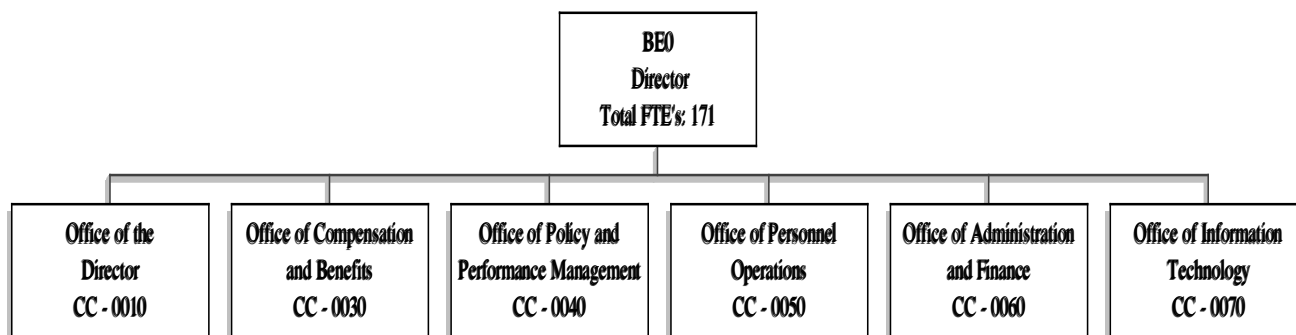 BE0
Director
Total FTE's: 171
Office of the
Director
CC - 0010
Office of Compensation
and Benefits
CC - 0030
Office of Policy and
Performance Management
CC - 0040
Office of Personnel
Operations
CC - 0050
Office of Administration
and Finance
CC - 0060
Office of Information
Technology
CC - 0070